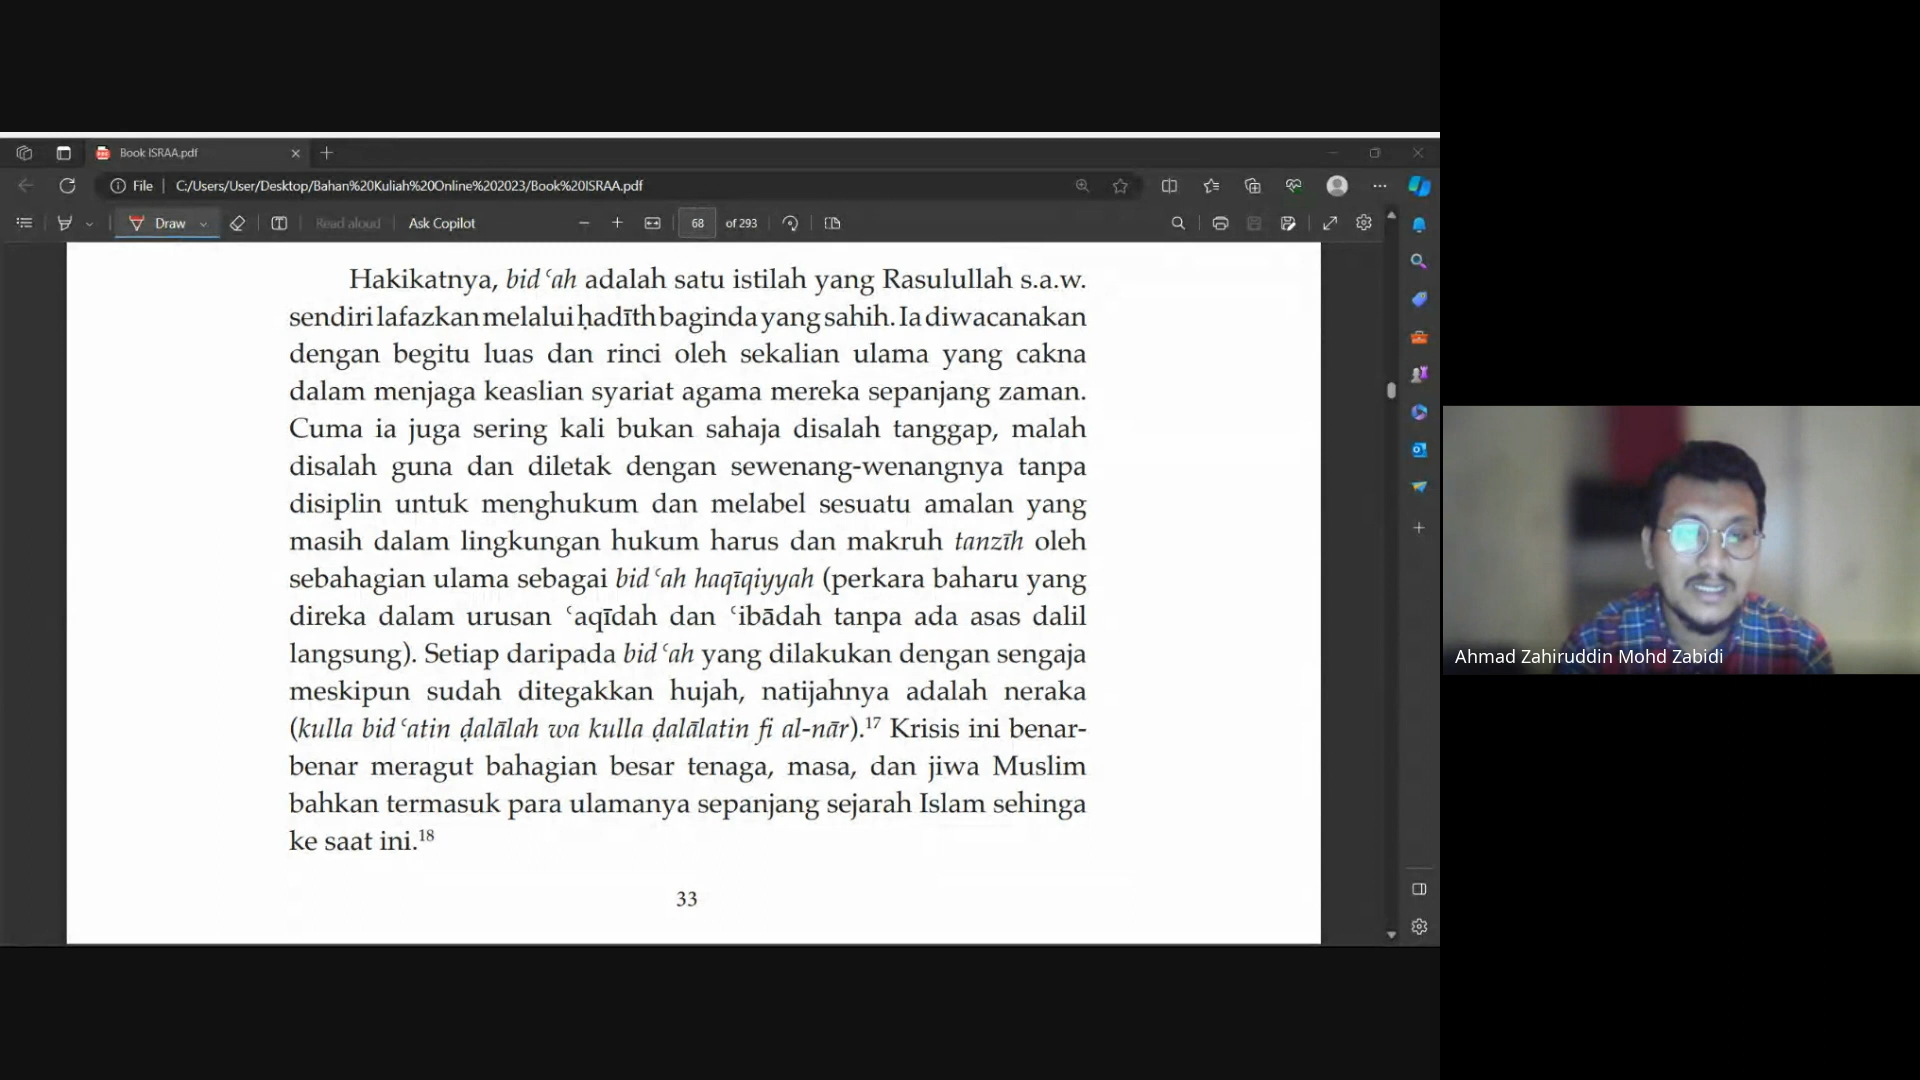 Book ISRAA.pdf
File
C:/Users/User/Desktop/Bahan%20Kuliah%20Online%202023/Book%20ISRAA.pdf
Draw
Read aloud
Ask Copilot
68
of 293
Hakikatnya, bidʿah adalah satu istilah yang Rasulullah s.a.w.
sendiri lafazkan melalui ḥadīth baginda yang sahih. Ia diwacanakan
dengan begitu luas dan rinci oleh sekalian ulama yang cakna
dalam menjaga keaslian syariat agama mereka sepanjang zaman.
Cuma ia juga sering kali bukan sahaja disalah tanggap, malah
disalah guna dan diletak dengan sewenang-wenangnya tanpa
disiplin untuk menghukum dan melabel sesuatu amalan yang
masih dalam lingkungan hukum harus dan makruh tanzīh oleh
sebahagian ulama sebagai bidʿah haqīqiyyah (perkara baharu yang
direka dalam urusan ʿaqīdah dan ʿibādah tanpa ada asas dalil
langsung). Setiap daripada bidʿah yang dilakukan dengan sengaja
meskipun sudah ditegakkan hujah, natijahnya adalah neraka
(kulla bidʿatin ḍalālah wa kulla ḍalālatin fi al-nār).¹⁷ Krisis ini benar-
benar meragut bahagian besar tenaga, masa, dan jiwa Muslim
bahkan termasuk para ulamanya sepanjang sejarah Islam sehinga
ke saat ini.¹⁸
33
Ahmad Zahiruddin Mohd Zabidi